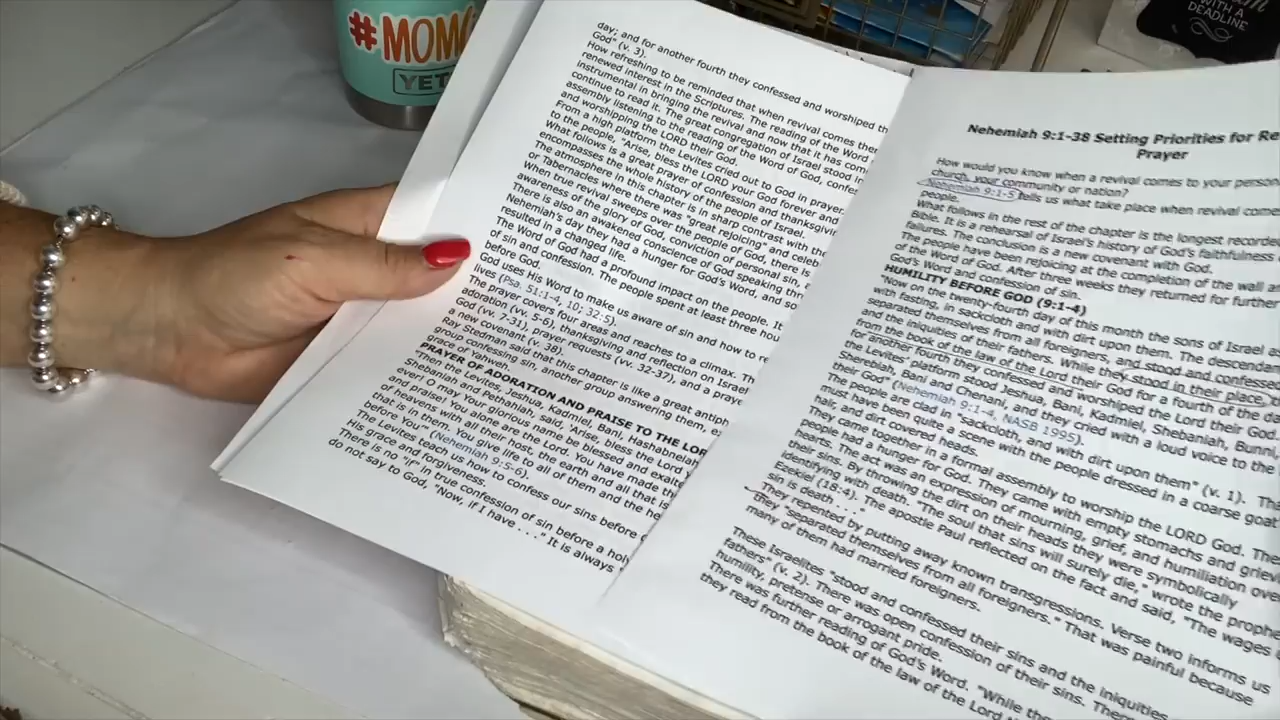 #MOM
YET
WITH A
DEADLINE
day; and for another fourth they confessed and worshiped th
God" (v. 3).
How refreshing to be reminded that when revival comes ther
renewed interest in the Scriptures. The reading of the Word
instrumental in bringing the revival and now that it has com
continue to read it. The great congregation of Israel stood in
assembly listening to the reading of the Word of God, confes
and worshipping the LORD their God.
From a high platform the Levites cried out to God in prayer.
to the people, "Arise, bless the LORD your God forever and
What follows is a great prayer of confession and thanksgivin
encompasses the whole history of the people of Israel.
The atmosphere in this chapter is in sharp contrast with the
or Tabernacles where there was "great rejoicing" and celeb
When true revival sweeps over the people of God, there is
awareness of the glory of God, conviction of personal sin,
There is also an awakened conscience of God speaking thr
Nehemiah's day they had a hunger for God's Word, and so
resulted in a changed life.
The Word of God had a profound impact on the people. It
of sin and confession. The people spent at least three hou
before God.
God uses His Word to make us aware of sin and how to re
lives (Psa. 51:1-4, 10; 32:5).
The prayer covers four areas and reaches to a climax. Th
adoration (vv. 5-6), thanksgiving and reflection on Israel
God (vv. 7-31), prayer requests (vv. 32-37), and a praye
a new covenant (v. 38).
Ray Stedman said that this chapter is like a great antiph
group confessing sin, another group answering them, ex
grace of Yahweh.
PRAYER OF ADORATION AND PRAISE TO THE LOR
"Then the Levites, Jeshua, Kadmiel, Bani, Hashabneiah
Shebaniah and Pethahiah, said, 'Arise, bless the Lord
ever! O may Your glorious name be blessed and exalte
and praise! You alone are the Lord. You have made th
of heavens with all their host, the earth and all that is
that is in them. You give life to all of them and the he
before You'" (Nehemiah 9:5-6).
The Levites teach us how to confess our sins before
His grace and forgiveness.
There is no "if" in true confession of sin before a holy
do not say to God, "Now, if I have . . ." It is always
Nehemiah 9:1-38 Setting Priorities for Re
Prayer
How would you know when a revival comes to your person
church, your community or nation?
Nehemiah 9:1-5 tells us what take place when revival come
people.
What follows in the rest of the chapter is the longest recorde
Bible. It is a rehearsal of Israel's history of God's faithfulness
failures. The conclusion is a new covenant with God.
The people have been rejoicing at the completion of the wall a
the Word of God. After three weeks they returned for further
God's Word and confession of sin.
HUMILITY BEFORE GOD (9:1-4)
"Now on the twenty-fourth day of this month the sons of Israel a
with fasting, in sackcloth and with dirt upon them. The descendan
separated themselves from all foreigners, and stood and confessed
and the iniquities of their fathers. While they stood in their place,
from the book of the law of the Lord their God for a fourth of the
for another fourth they confessed and worshiped the Lord their God.
the Levites' platform stood Jeshua, Bani, Kadmiel, Shebaniah, Bunni,
Sherebiah, Bani and Chenani, and they cried with a loud voice to the
their God" (Nehemiah 9:1-4, NASB 1995).
The people are clad in "sackcloth, and with dirt upon them" (v. 1). Th
must have been quite a scene with the people dressed in a coarse goat
hair, and dirt covered heads.
They came together in a formal assembly to worship the LORD God. The
people had a hunger for God. They came with empty stomachs and griev
hearts. The act was an expression of mourning, grief, and humiliation over
their sins. By throwing the dirt on their heads they were symbolically
identifying with death. "The soul that sins will surely die," wrote the prophe
Ezekiel (18:4). The apostle Paul reflected on the fact and said, "The wages
sin is death . . . ."
They repented by putting away known transgressions. Verse two informs us
they "separated themselves from all foreigners." That was painful because
many of them had married foreigners.
These Israelites "stood and confessed their sins and the iniquities
fathers" (v. 2). There was open confession of their sins. There
humility, pretense or arrogant pride.
There was further reading of God's Word, "While the
they read from the book of the law of the Lord